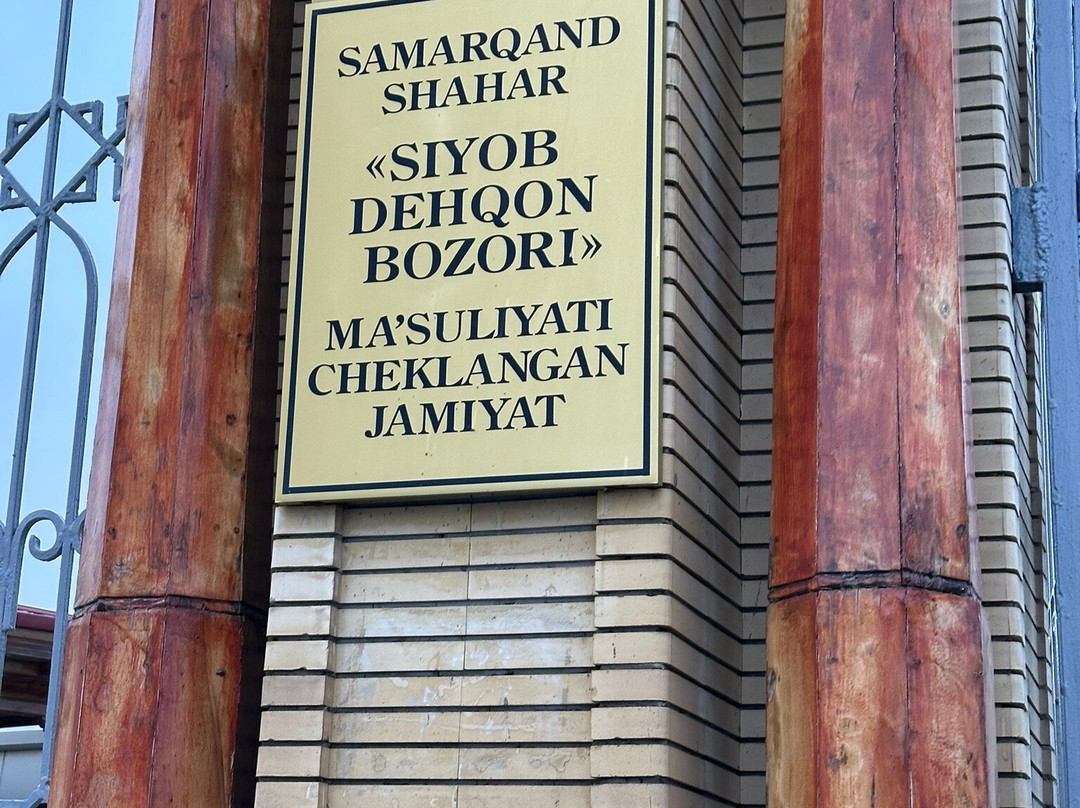 SAMARQAND
SHAHAR
«SIYOB
DEHQON
BOZORI»
MA’SULIYATI
CHEKLANGAN
JAMIYAT